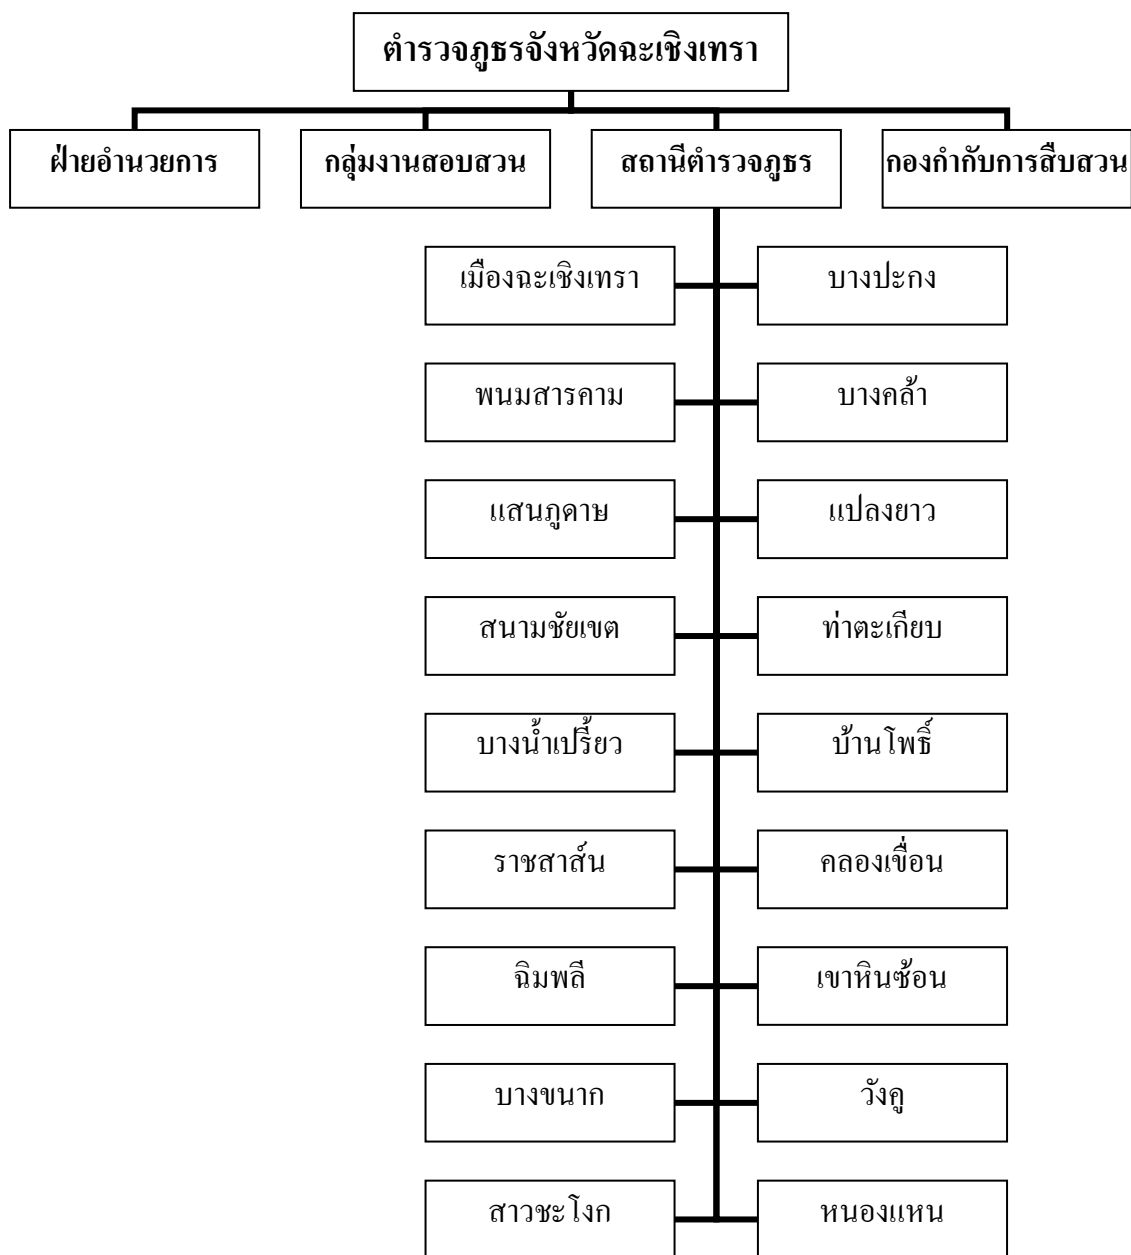 ตำรวจภูธรจังหวัดฉะเชิงเทรา
ฝ่ายอำนวยการ
กลุ่มงานสอบสวน
สถานีตำรวจภูธร
กองกำกับการสืบสวน
เมืองฉะเชิงเทรา
บางปะกง
พนมสารคาม
บางคล้า
แสนภูดาษ
แปลงยาว
สนามชัยเขต
ท่าตะเกียบ
บางน้ำเปรี้ยว
บ้านโพธิ์
ราชสาส์น
คลองเขื่อน
ฉิมพลี
เขาหินซ้อน
บางขนาก
วังคู
สาวชะโงก
หนองแหน